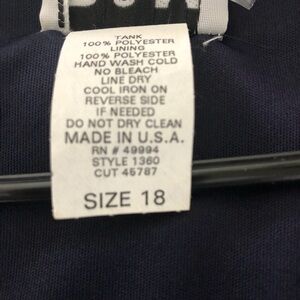 TANK
100% POLYESTER
LINING
100% POLYESTER
HAND WASH COLD
NO BLEACH
LINE DRY
COOL IRON ON
REVERSE SIDE
IF NEEDED
DO NOT DRY CLEAN
MADE IN U.S.A.
RN # 49994
STYLE 1360
CUT 45787
SIZE 18